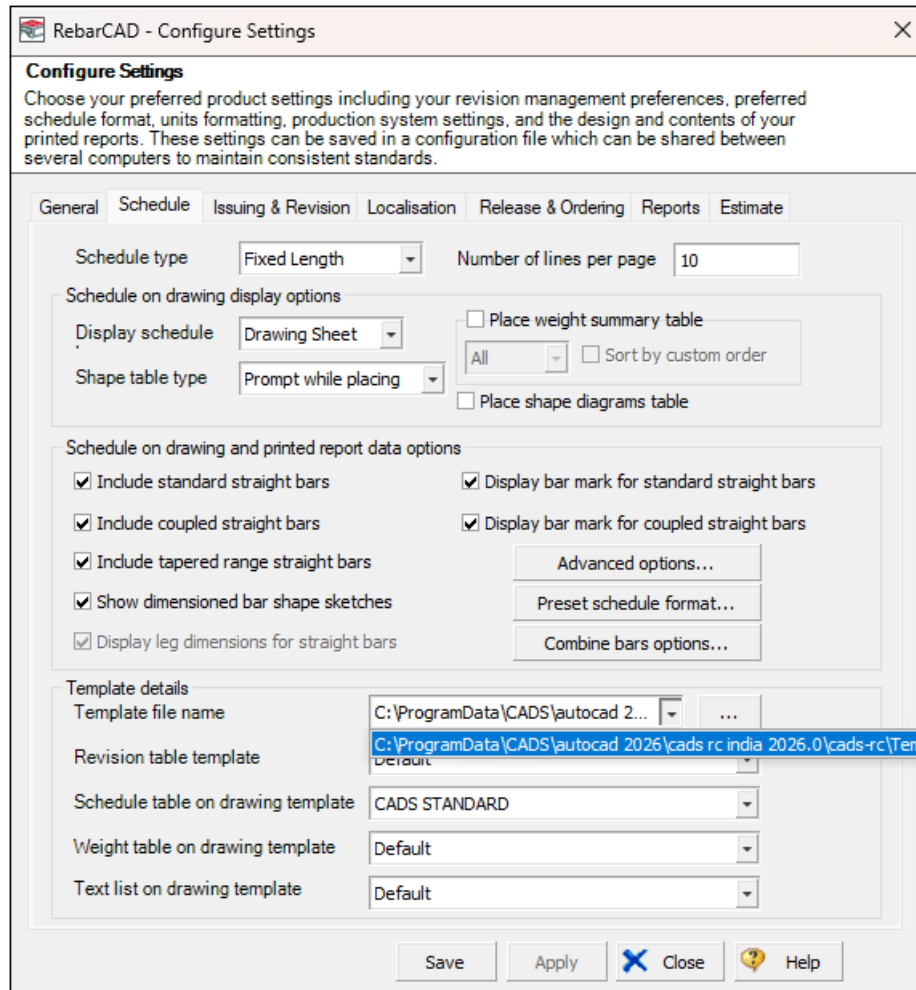 RebarCAD - Configure Settings
Configure Settings
Choose your preferred product settings including your revision management preferences, preferred
schedule format, units formatting, production system settings, and the design and contents of your
printed reports. These settings can be saved in a configuration file which can be shared between
several computers to maintain consistent standards.
General Schedule Issuing & Revision Localisation Release & Ordering Reports Estimate
Schedule type Fixed Length Number of lines per page 10
Schedule on drawing display options
Display schedule Drawing Sheet Place weight summary table
All Sort by custom order
Shape table type Prompt while placing
Place shape diagrams table
Schedule on drawing and printed report data options
Include standard straight bars Display bar mark for standard straight bars
Include coupled straight bars Display bar mark for coupled straight bars
Include tapered range straight bars Advanced options...
Show dimensioned bar shape sketches Preset schedule format...
Display leg dimensions for straight bars Combine bars options...
Template details
Template file name C:\ProgramData\CADS\autocad 2... ...
C:\ProgramData\CADS\autocad 2026\cads rc india 2026.0\cads-rc\Ten
Revision table template Default
Schedule table on drawing template CADS STANDARD
Weight table on drawing template Default
Text list on drawing template Default
Save Apply Close Help